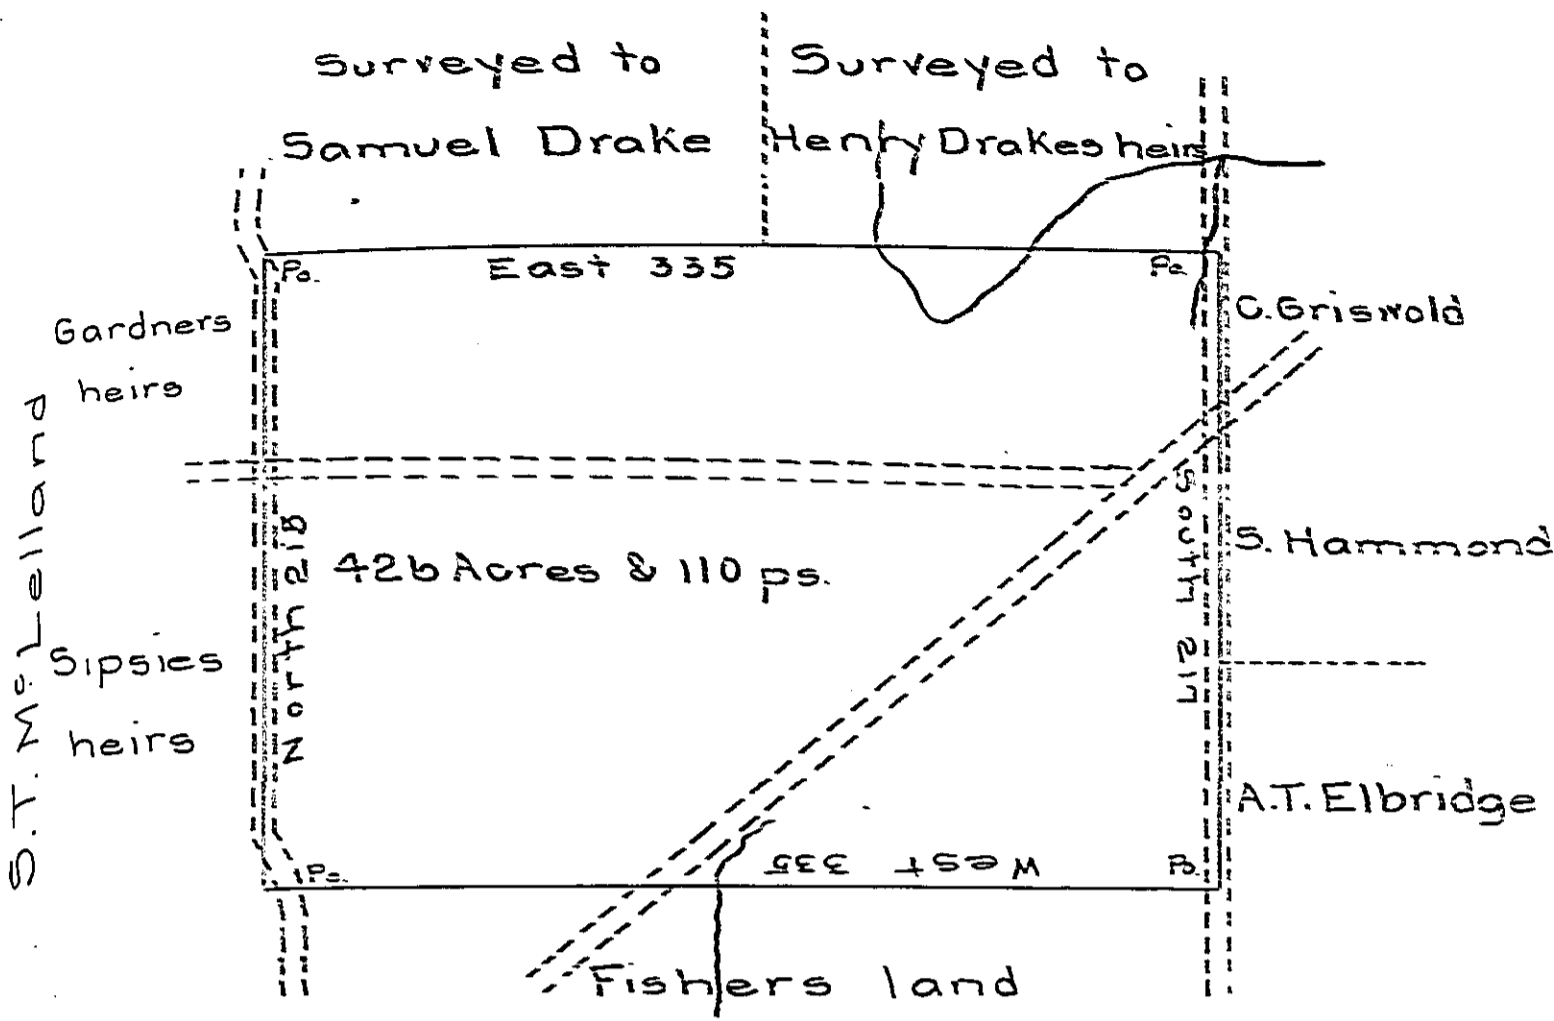 Surveyed to
Samuel Drake
Surveyed to
Henry Drakes heirs
Po.
East 335
Po.
Gardners
heirs
C. Griswold
S.T. McLelland
North 218
426 Acres & 110 ps.
South 217
S. Hammond
Sipsies
heirs
A.T. Elbridge
Po.
West 335
Po.
Fishers land